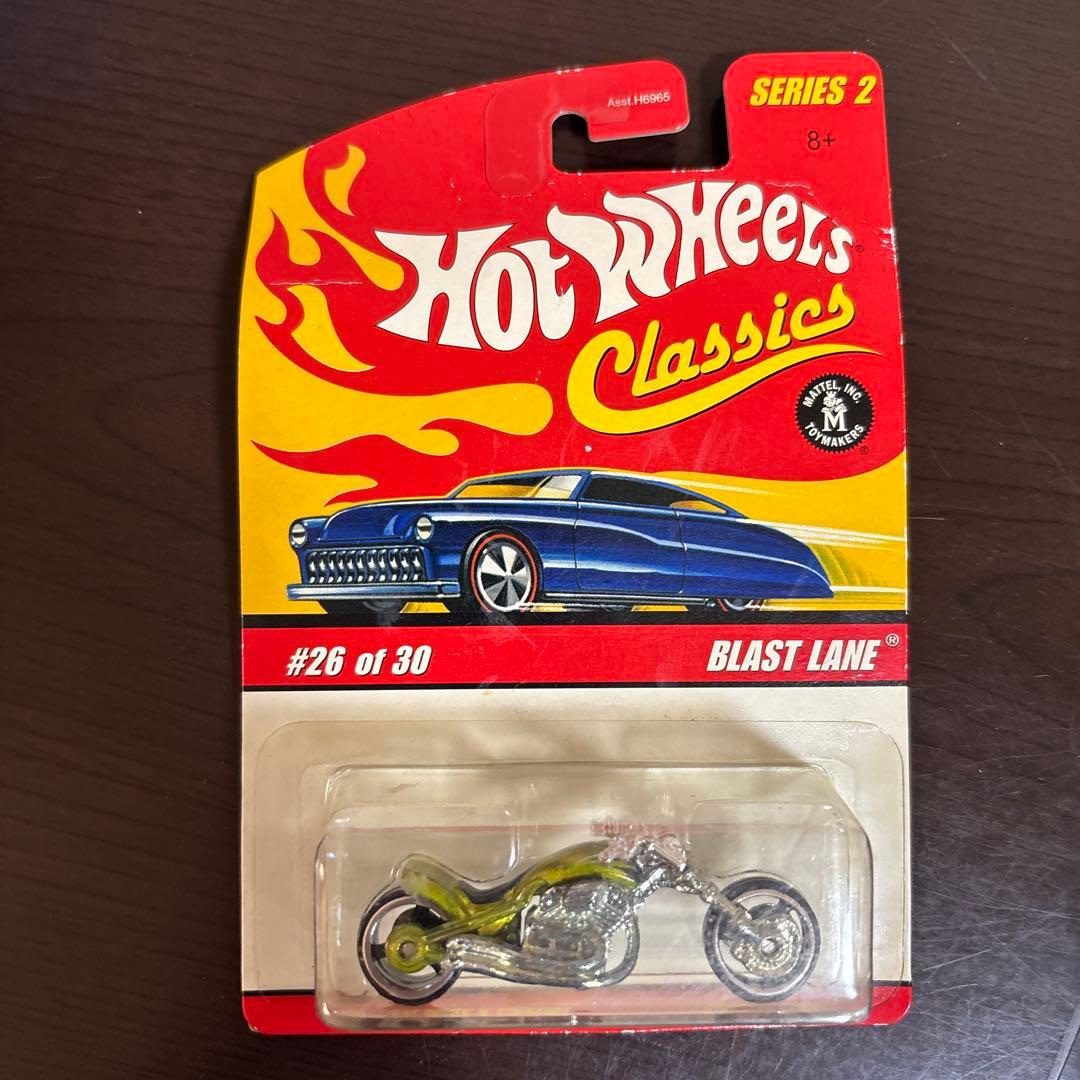 Asst.H6965
SERIES 2
8+
HOT WHEELS®
Classics
MATTEL, INC.
M
TOYMAKERS
®
#26 of 30
BLAST LANE®